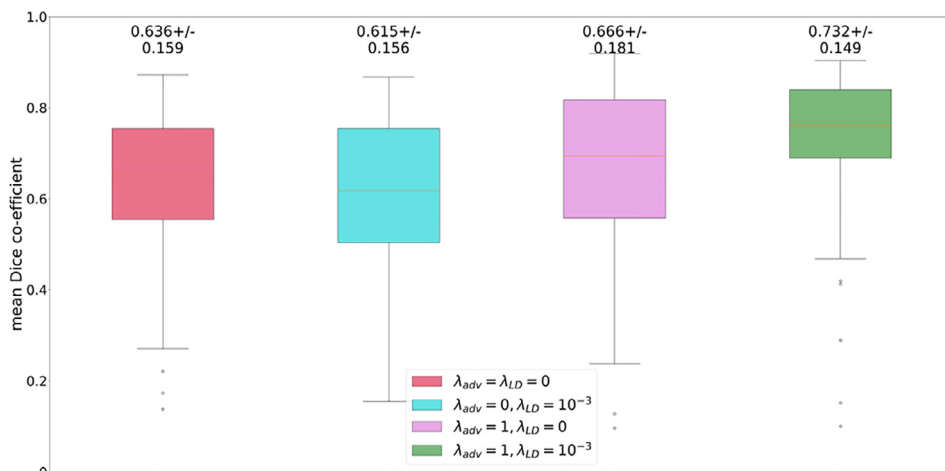 1.0
0.636+/-
0.159
0.615+/-
0.156
0.666+/-
0.181
0.732+/-
0.149
0.8
0.6
0.4
0.2
0
mean Dice co-efficient
λadv = λLD = 0
λadv = 0, λLD = 10⁻³
λadv = 1, λLD = 0
λadv = 1, λLD = 10⁻³